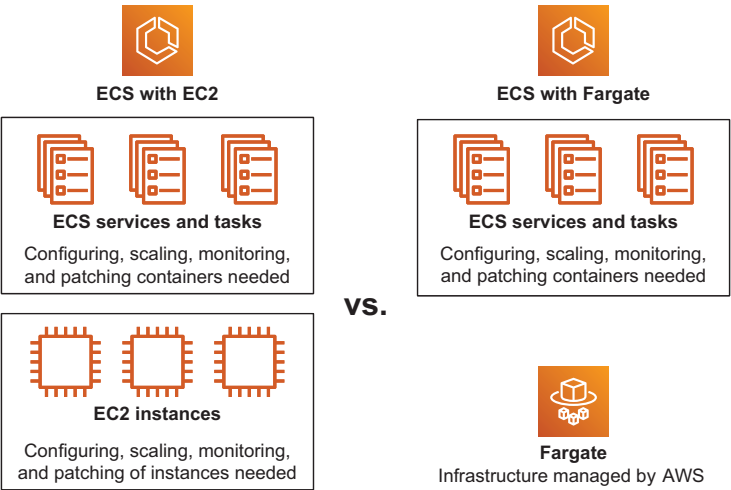 ECS with EC2
ECS services and tasks
Configuring, scaling, monitoring,
and patching containers needed
EC2 instances
Configuring, scaling, monitoring,
and patching of instances needed
vs.
ECS with Fargate
ECS services and tasks
Configuring, scaling, monitoring,
and patching containers needed
Fargate
Infrastructure managed by AWS